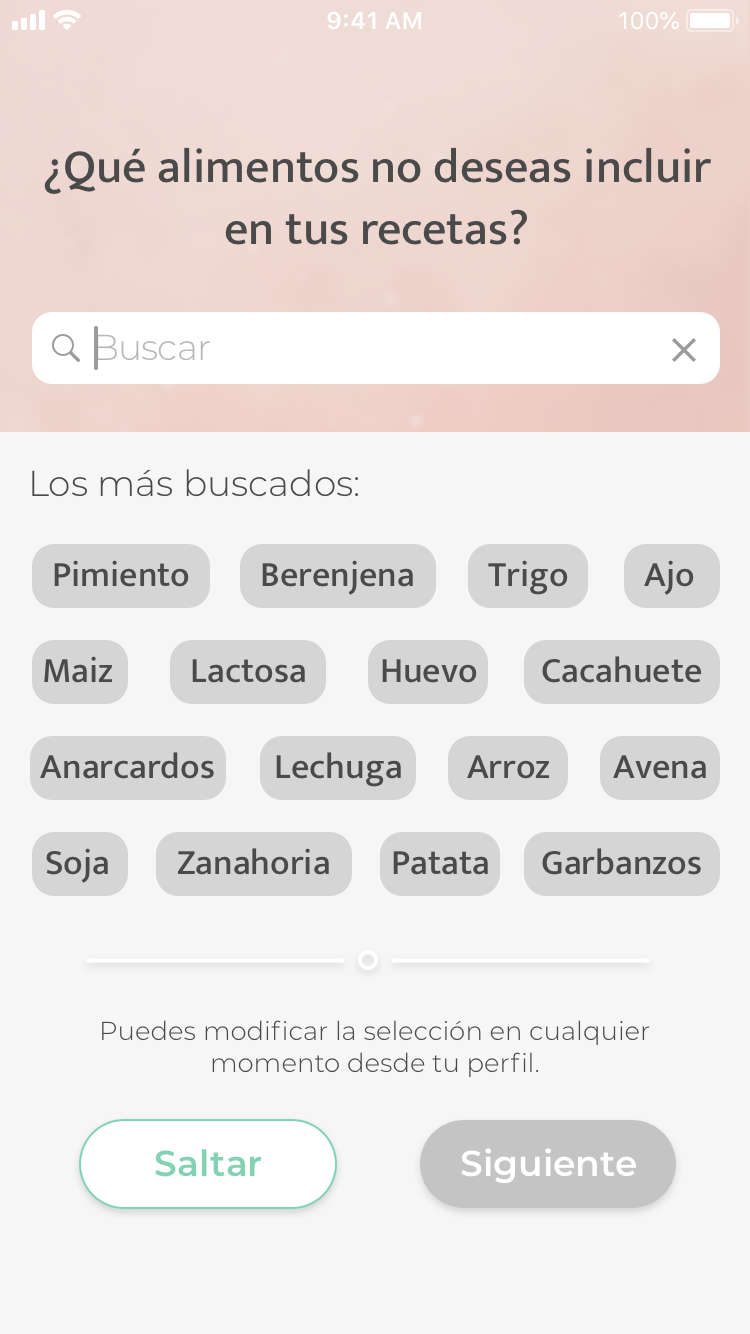 9:41 AM 100%
¿Qué alimentos no deseas incluir
en tus recetas?
Buscar
Los más buscados:
Pimiento Berenjena Trigo Ajo
Maiz Lactosa Huevo Cacahuete
Anarcardos Lechuga Arroz Avena
Soja Zanahoria Patata Garbanzos
Puedes modificar la selección en cualquier
momento desde tu perfil.
Saltar Siguiente